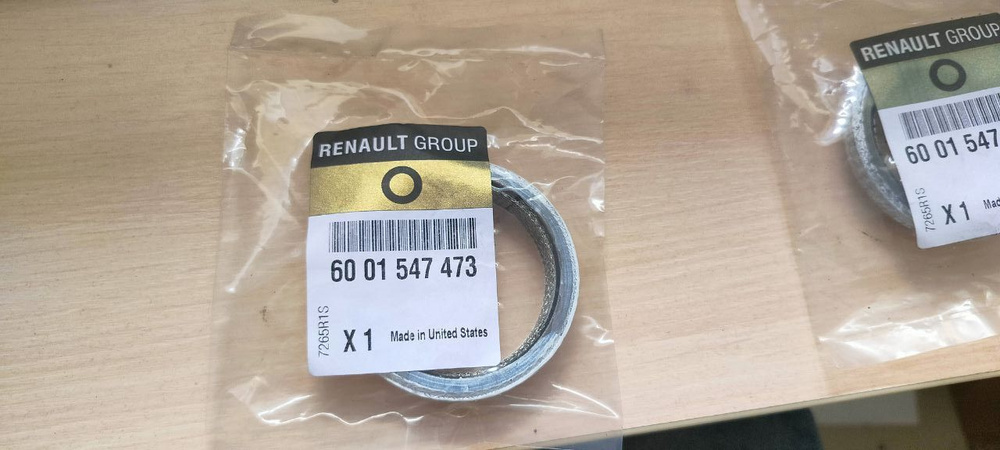 RENAULT GROUP
60 01 547 473
7265R1S
X 1
Made in United States
RENAULT GROUP
60 01 547
7265R1S
X 1